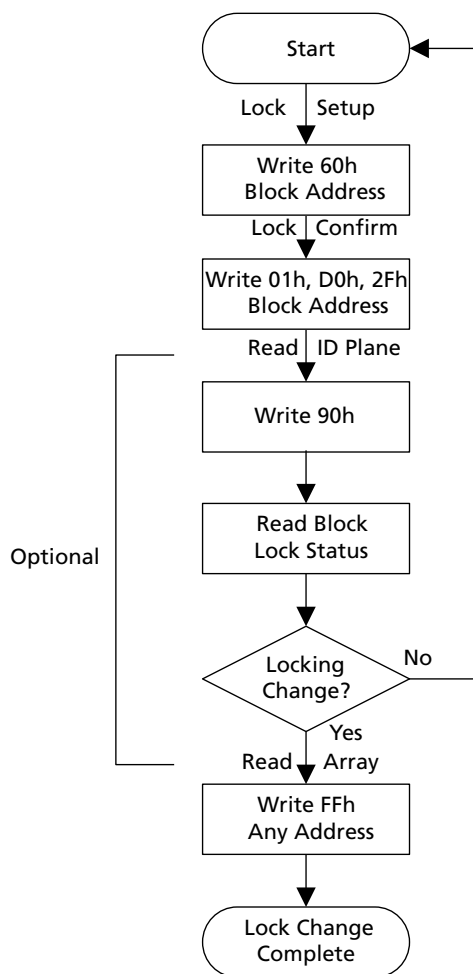 Start
Lock Setup
Write 60h
Block Address
Lock Confirm
Write 01h, D0h, 2Fh
Block Address
Read ID Plane
Write 90h
Read Block
Lock Status
Optional
Locking
Change?
No
Yes
Read Array
Write FFh
Any Address
Lock Change
Complete